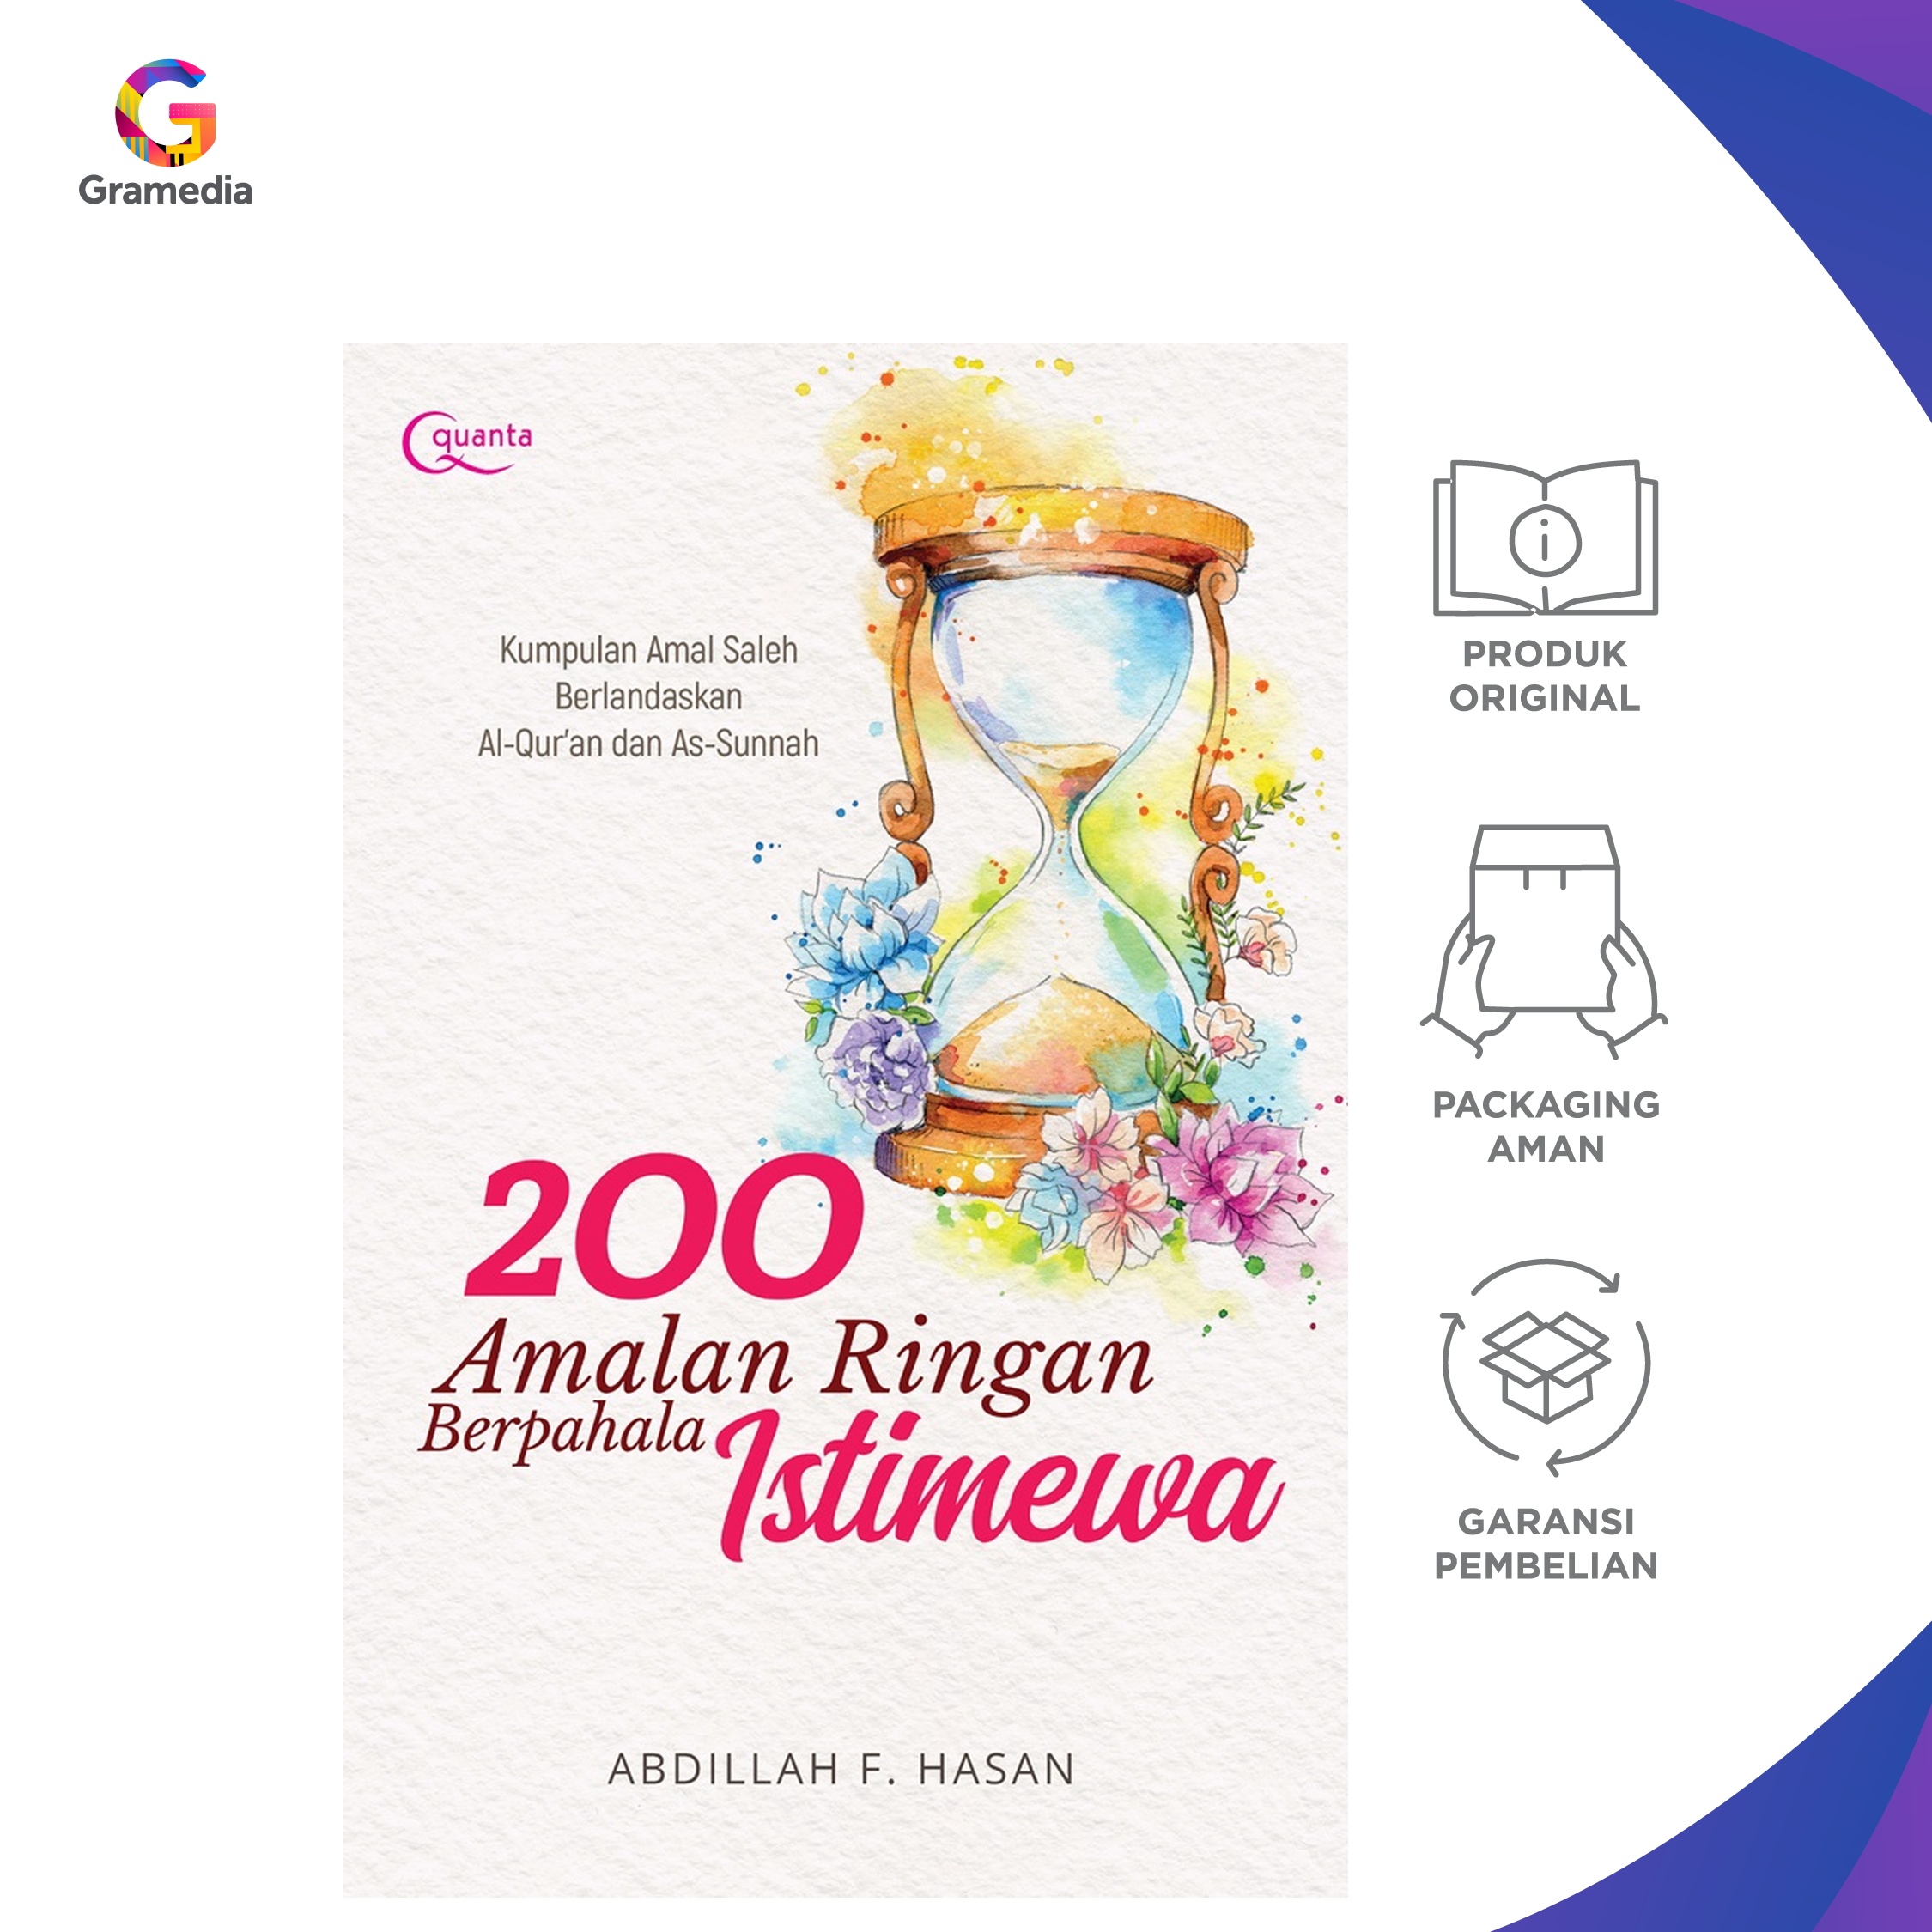 Gramedia
quanta
Kumpulan Amal Saleh
Berlandaskan
Al-Qur’an dan As-Sunnah
200
Amalan Ringan
Berpahala Istimewa
ABDILLAH F. HASAN
PRODUK
ORIGINAL
PACKAGING
AMAN
GARANSI
PEMBELIAN